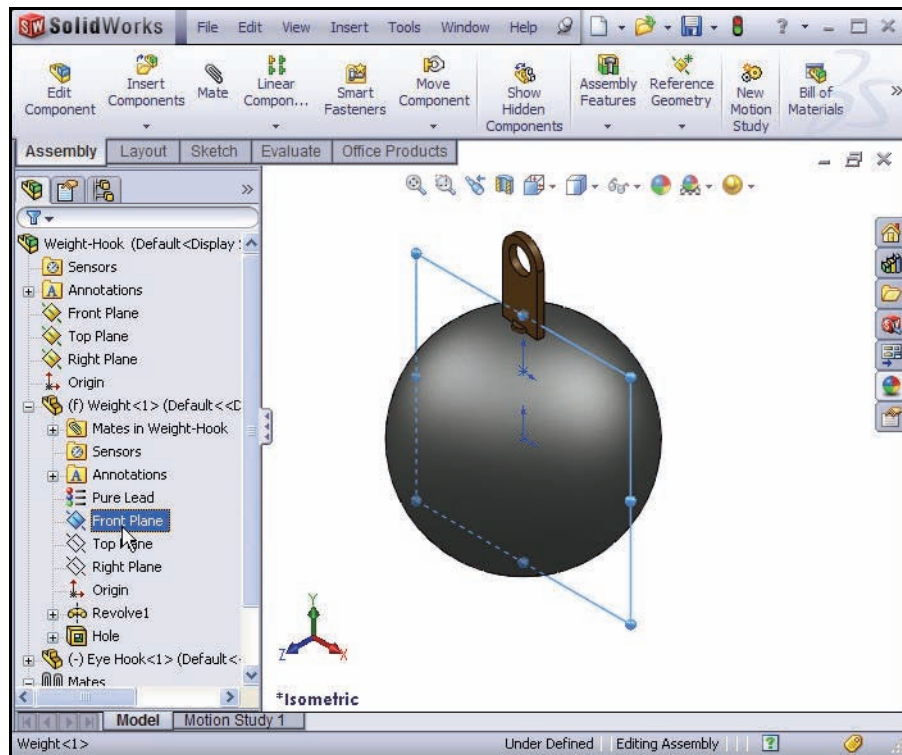 SolidWorks File Edit View Insert Tools Window Help ?
Edit Component
Insert Components
Mate
Linear Compon...
Smart Fasteners
Move Component
Show Hidden Components
Assembly Features
Reference Geometry
New Motion Study
Bill of Materials
Assembly Layout Sketch Evaluate Office Products
Weight-Hook (Default<Display
Sensors
Annotations
Front Plane
Top Plane
Right Plane
Origin
(f) Weight<1> (Default<<D
Mates in Weight-Hook
Sensors
Annotations
Pure Lead
Front Plane
Top Plane
Right Plane
Origin
Revolve1
Hole
(-) Eye Hook<1> (Default<
Mates
Y
Z X
*Isometric
Model Motion Study 1
Weight<1> Under Defined Editing Assembly ?